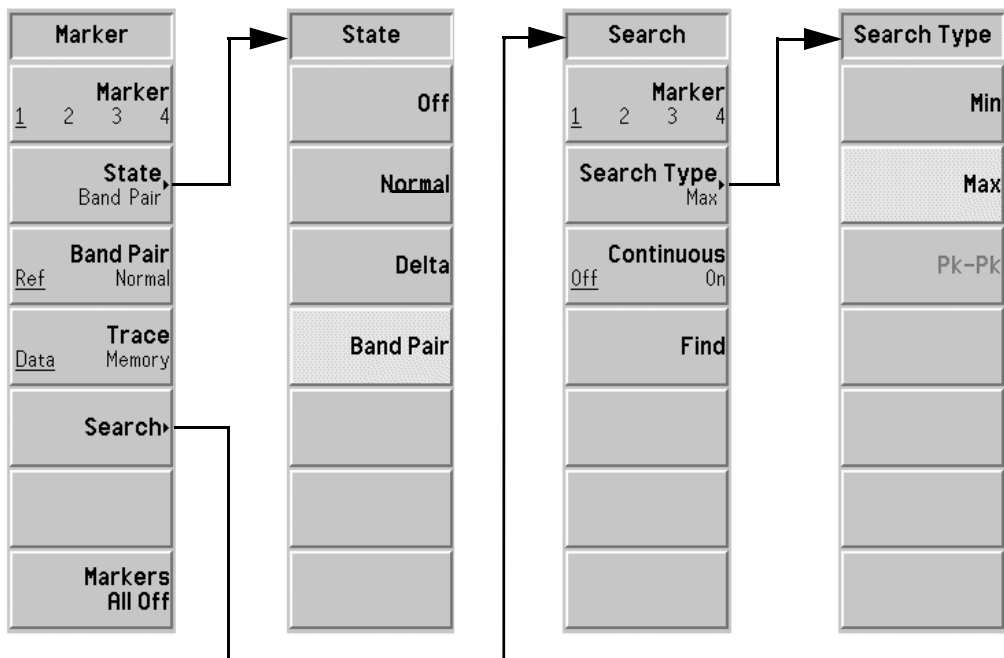 Marker
Marker
1 2 3 4
State
Band Pair
Band Pair
Ref Normal
Trace
Data Memory
Search
Markers
All Off
State
Off
Normal
Delta
Band Pair
Search
Marker
1 2 3 4
Search Type
Max
Continuous
Off On
Find
Search Type
Min
Max
Pk-Pk